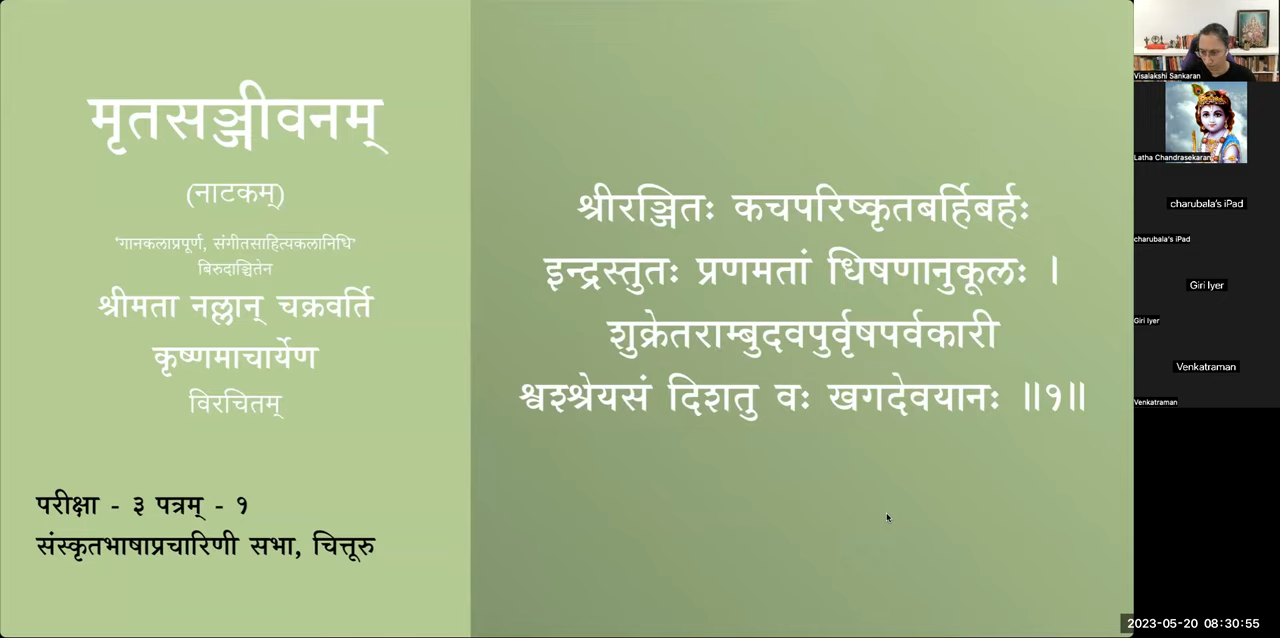 मृतसञ्जीवनम्
(नाटकम्)
‘गानकलाप्रपूर्ण, संगीतसाहित्यकलानिधि’
बिरुदाञ्चितेन
श्रीमता नल्लान् चक्रवर्ति
कृष्णमाचार्येण
विरचितम्
परीक्षा - ३ पत्रम् - १
संस्कृतभाषाप्रचारिणी सभा, चित्तूरु
श्रीरञ्जितः कचपरिष्कृतबर्हिबर्हः
इन्द्रस्तुतः प्रणमतां धिषणानुकूलः ।
शुक्रेतराम्बुदवपुर्वृषपर्वकारी
श्वश्श्रेयसं दिशतु वः खगदेवयानः ॥१॥
Visalakshi Sankaran
Latha Chandrasekaran
charubala's iPad
charubala's iPad
Giri Iyer
Giri Iyer
Venkatraman
Venkatraman
2023-05-20 08:30:55